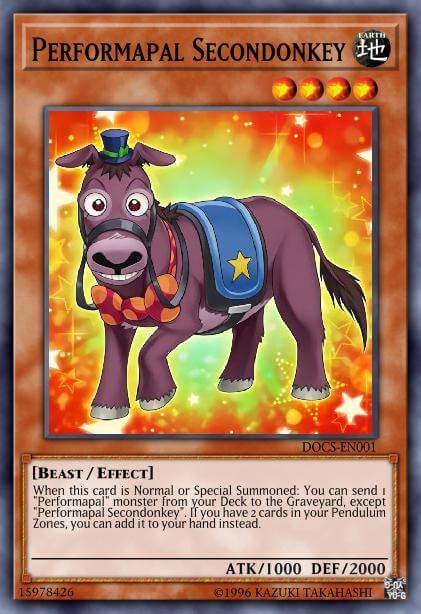 PERFORMAPAL SECONDONKEY
EARTH
地
DOCS-EN001
[BEAST / EFFECT]
When this card is Normal or Special Summoned: You can send 1
"Performapal" monster from your Deck to the Graveyard, except
"Performapal Secondonkey". If you have 2 cards in your Pendulum
Zones, you can add it to your hand instead.
ATK/1000 DEF/2000
15978426
©1996 KAZUKI TAKAHASHI